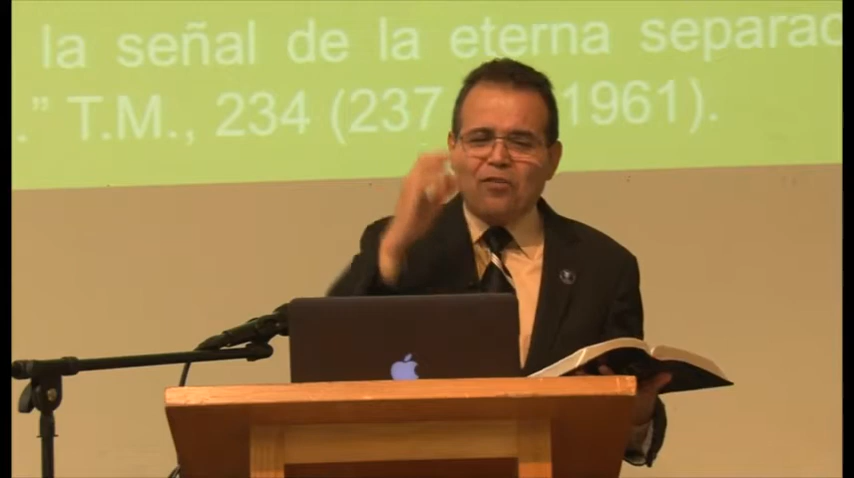 la señal de la eterna separac
." T.M., 234 (237 1961).